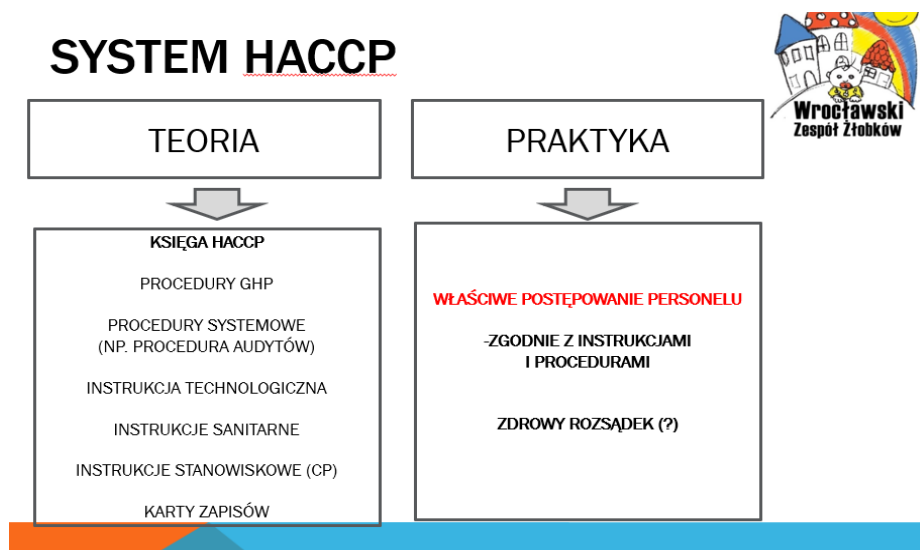 SYSTEM HACCP
Wrocławski
Zespół Żłobków
TEORIA
PRAKTYKA
KSIĘGA HACCP
PROCEDURY GHP
PROCEDURY SYSTEMOWE
(NP. PROCEDURA AUDYTÓW)
INSTRUKCJA TECHNOLOGICZNA
INSTRUKCJE SANITARNE
INSTRUKCJE STANOWISKOWE (CP)
KARTY ZAPISÓW
WŁAŚCIWE POSTĘPOWANIE PERSONELU
-ZGODNIE Z INSTRUKCJAMI
I PROCEDURAMI
ZDROWY ROZSĄDEK (?)